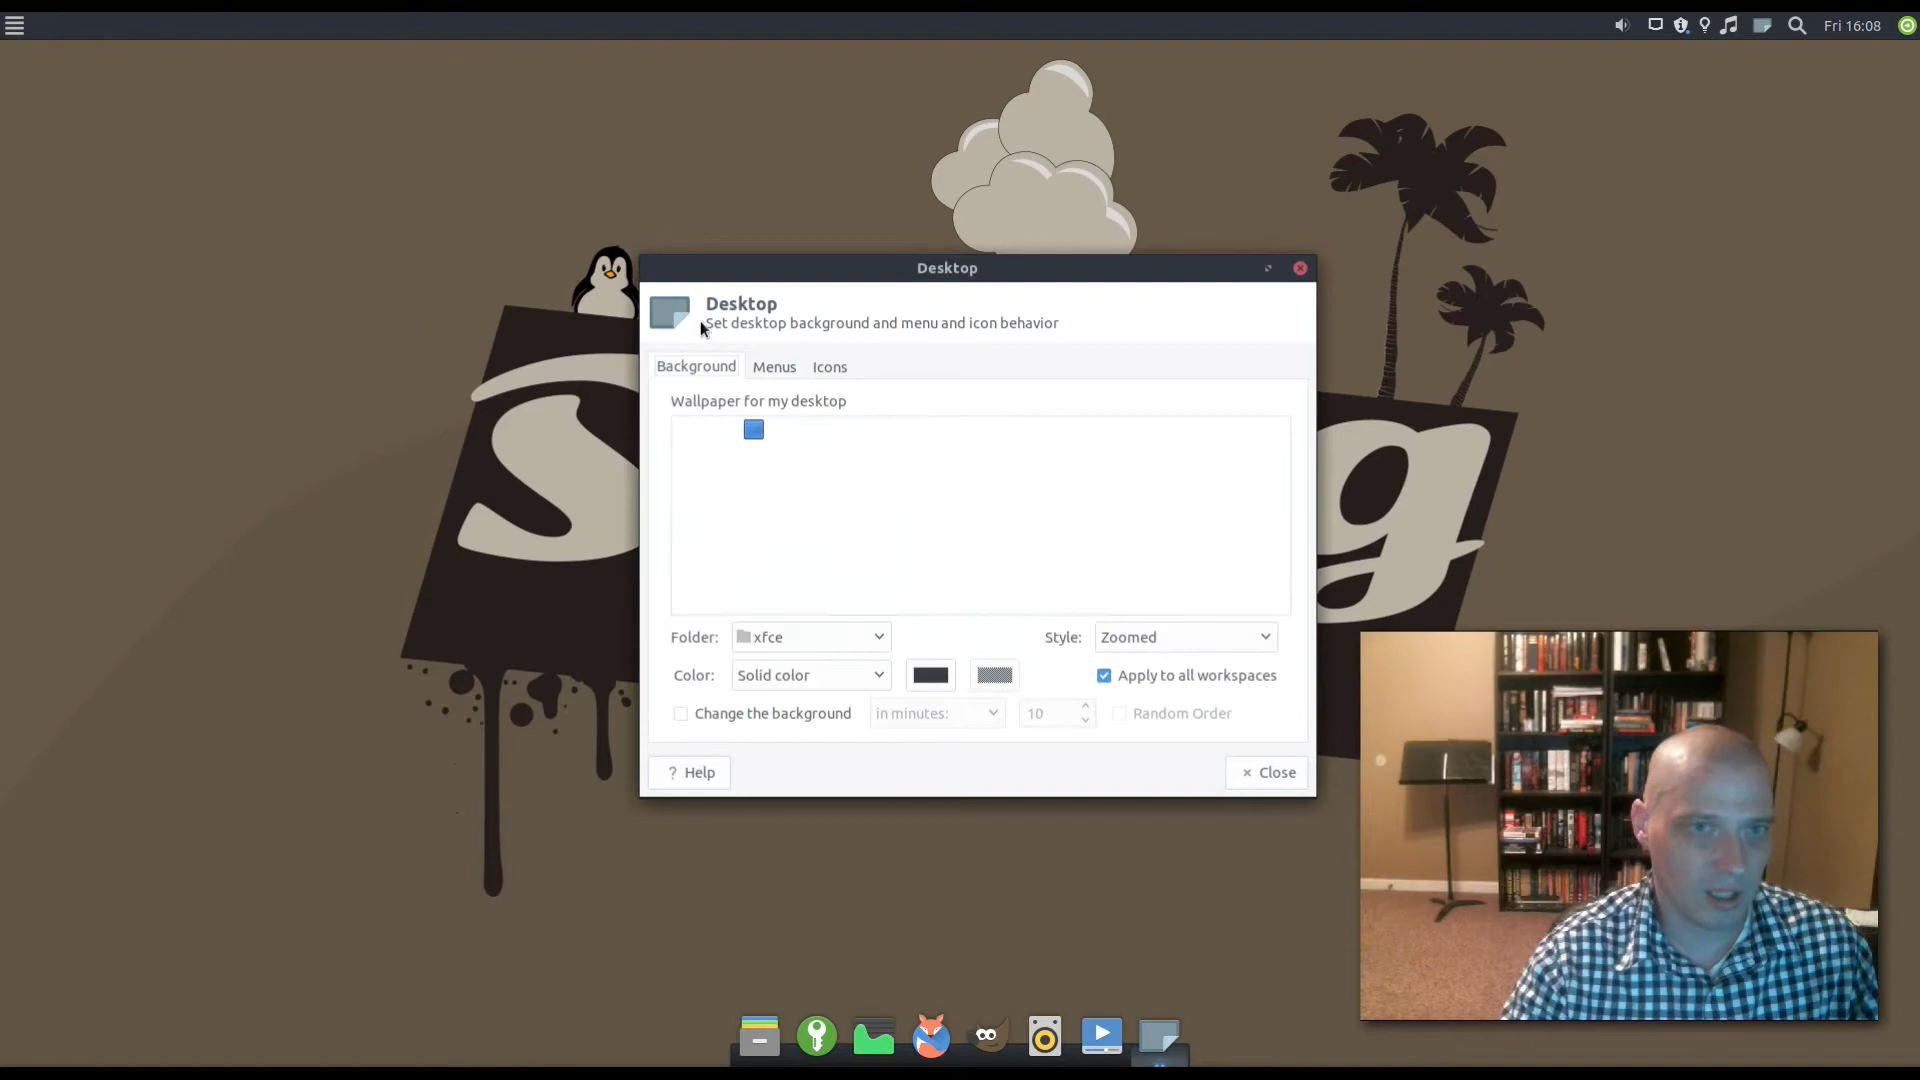 Fri 16:08
Desktop
Desktop
Set desktop background and menu and icon behavior
Background Menus Icons
Wallpaper for my desktop
S
g
Folder: xfce Style: Zoomed
Color: Solid color Apply to all workspaces
Change the background in minutes: 10 Random Order
? Help × Close